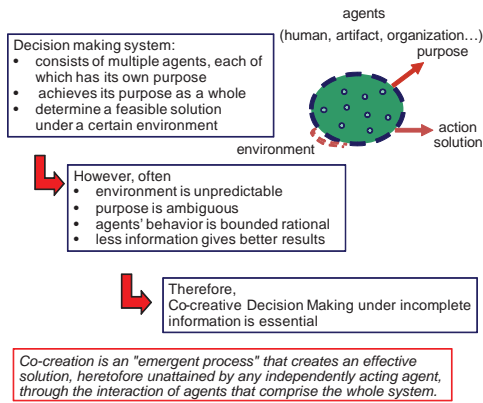 agents
(human, artifact, organization…)
purpose
Decision making system:
• consists of multiple agents, each of
which has its own purpose
• achieves its purpose as a whole
• determine a feasible solution
under a certain environment
action
solution
environment
However, often
• environment is unpredictable
• purpose is ambiguous
• agents' behavior is bounded rational
• less information gives better results
Therefore,
Co-creative Decision Making under incomplete
information is essential
Co-creation is an "emergent process" that creates an effective
solution, heretofore unattained by any independently acting agent,
through the interaction of agents that comprise the whole system.